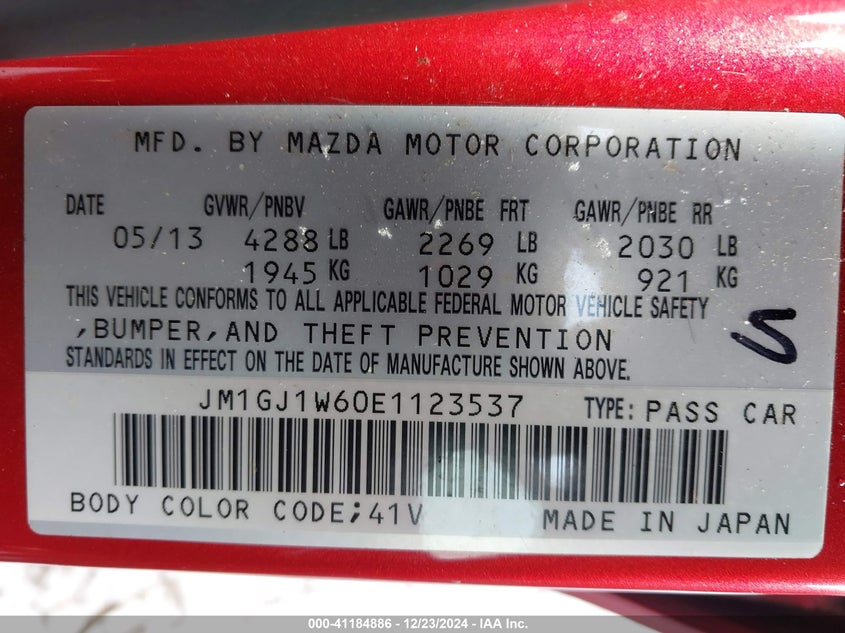 MFD. BY MAZDA MOTOR CORPORATION
DATE GVWR/PNBV GAWR/PNBE FRT GAWR/PNBE RR
05/13 4288 LB 2269 LB 2030 LB
1945 KG 1029 KG 921 KG
THIS VEHICLE CONFORMS TO ALL APPLICABLE FEDERAL MOTOR VEHICLE SAFETY
,BUMPER,AND THEFT PREVENTION
STANDARDS IN EFFECT ON THE DATE OF MANUFACTURE SHOWN ABOVE.
S
JM1GJ1W60E1123537 TYPE: PASS CAR
BODY COLOR CODE;41V MADE IN JAPAN
000-41184886 - 12/23/2024 - IAA Inc.